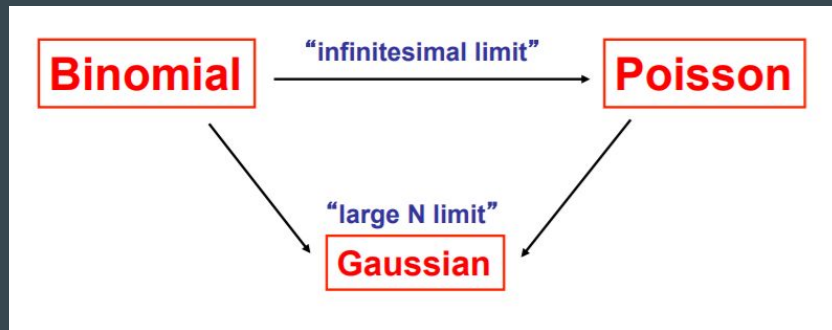 “infinitesimal limit”
Binomial
Poisson
“large N limit”
Gaussian